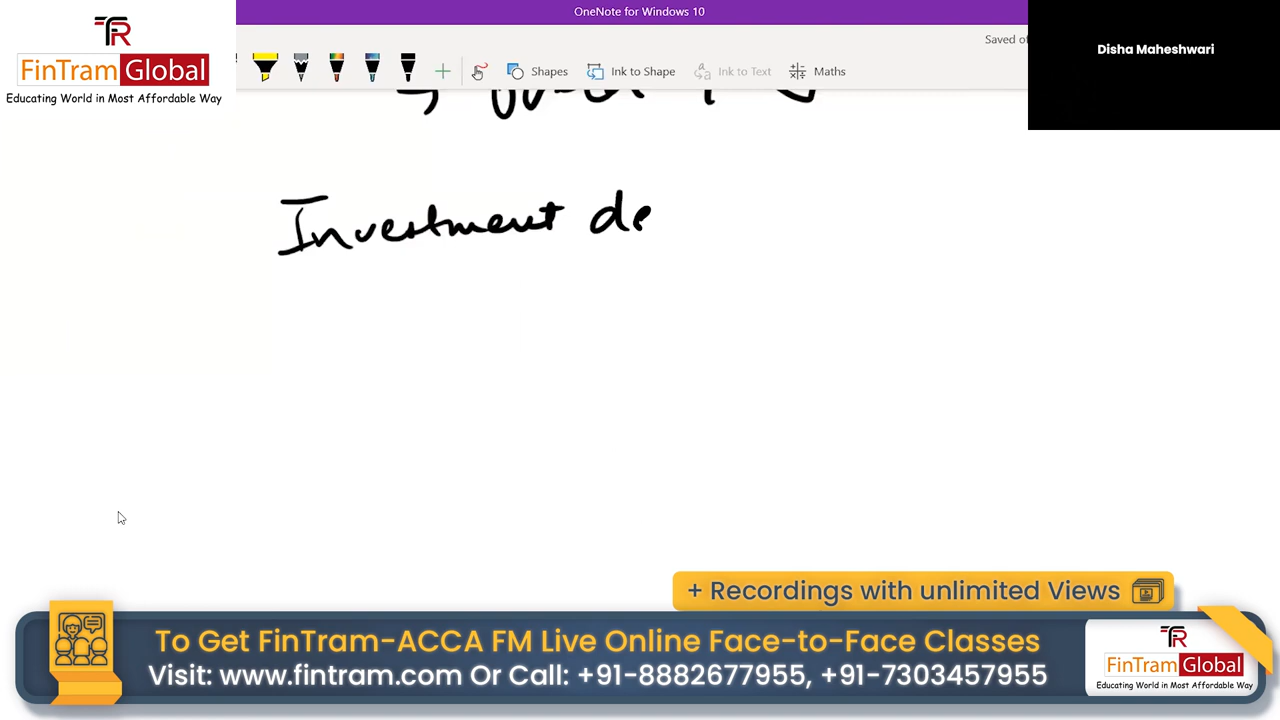 OneNote for Windows 10
FinTram Global
Educating World in Most Affordable Way
Saved of
Disha Maheshwari
Shapes
Ink to Shape
Ink to Text
Maths
Investment de
+ Recordings with unlimited Views
To Get FinTram-ACCA FM Live Online Face-to-Face Classes
Visit: www.fintram.com Or Call: +91-8882677955, +91-7303457955
FinTram Global
Educating World in Most Affordable Way